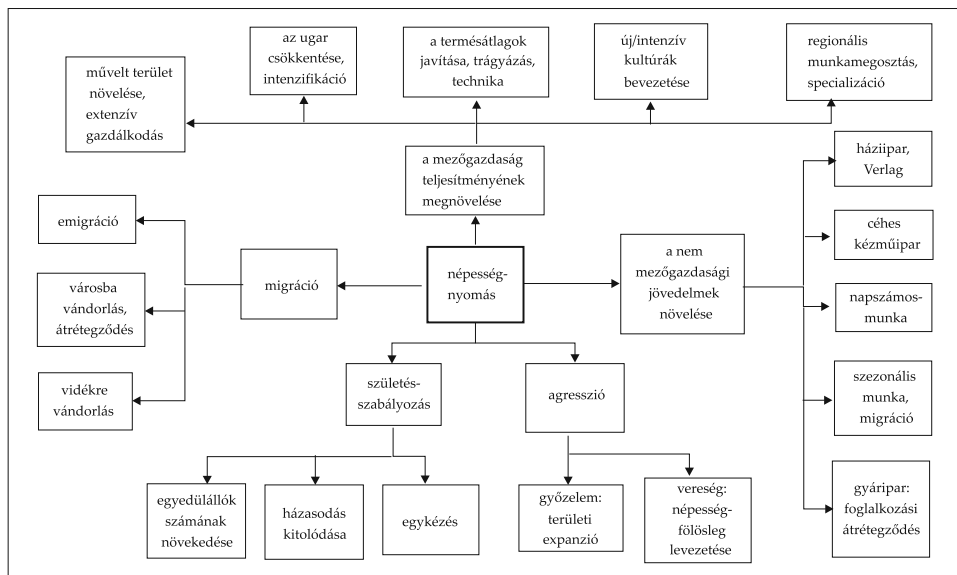 az ugar
csökkentése,
intenzifikáció
a termésátlagok
javítása, trágyázás,
technika
új/intenzív
kultúrák
bevezetése
regionális
munkamegosztás,
specializáció
művelt terület
növelése,
extenzív
gazdálkodás
a mezőgazdaság
teljesítményének
megnövelése
háziipar,
Verlag
emigráció
céhes
kézműipar
migráció
népesség-
nyomás
a nem
mezőgazdasági
jövedelmek
növelése
városba
vándorlás,
átrétegződés
napszámos-
munka
vidékre
vándorlás
születés-
szabályozás
agresszió
szezonális
munka,
migráció
egyedülállók
számának
növekedése
házasodás
kitolódása
egykézés
győzelem:
területi
expanzió
vereség:
népesség-
fölösleg
levezetése
gyáripar:
foglalkozási
átrétegződés